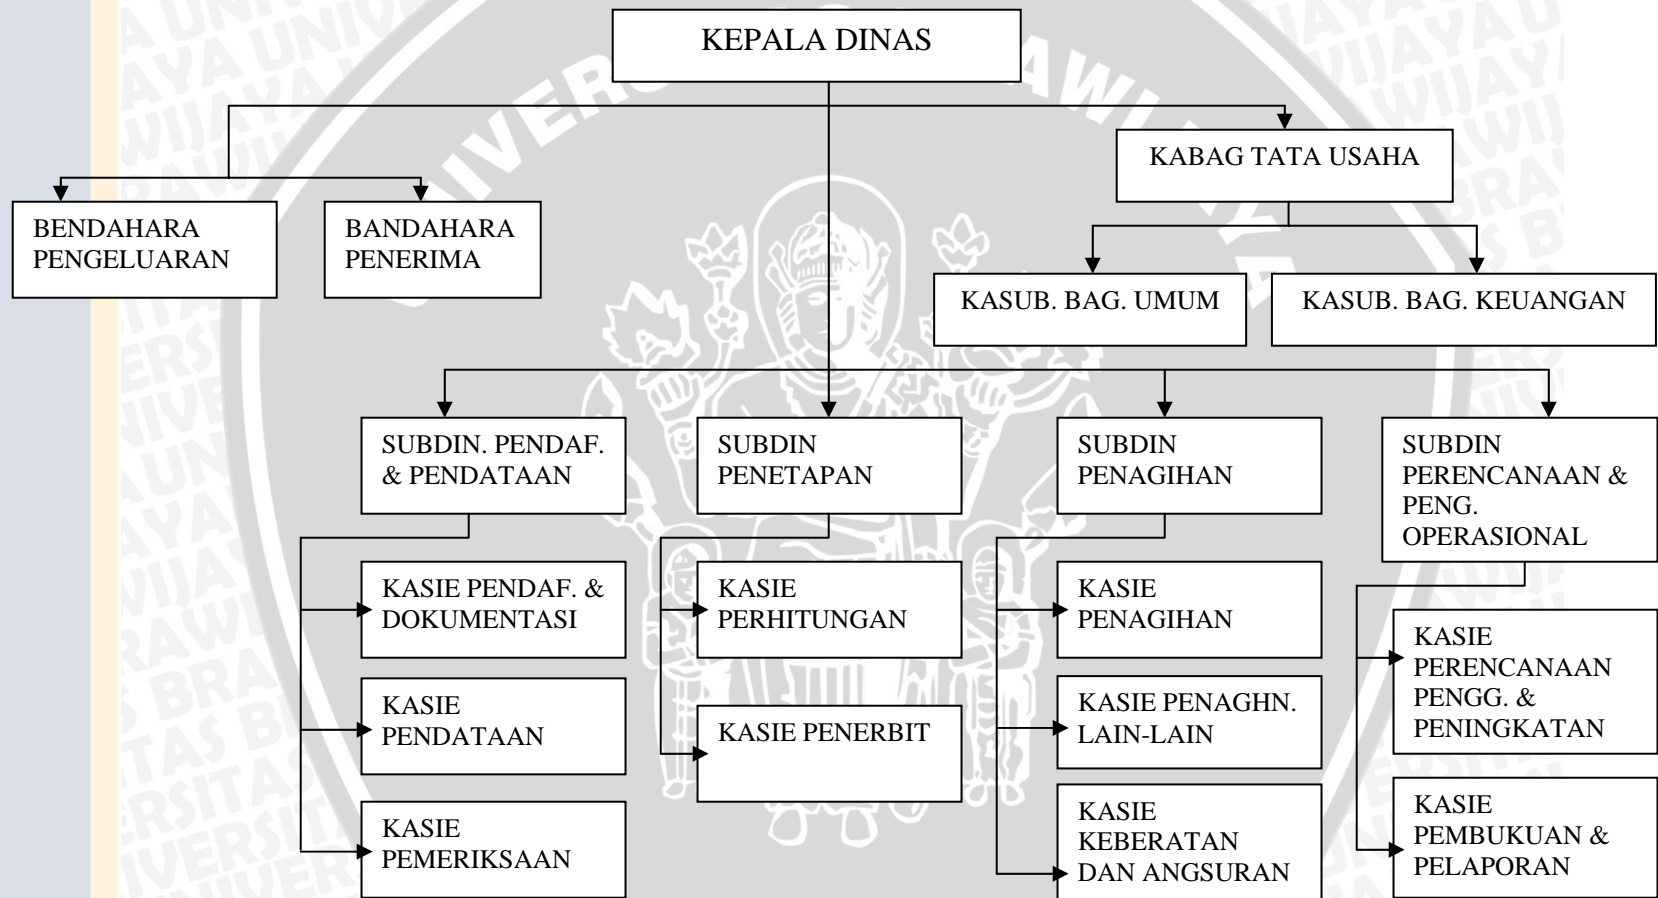 KEPALA DINAS
KABAG TATA USAHA
BENDAHARA
PENGELUARAN
BANDAHARA
PENERIMA
KASUB. BAG. UMUM
KASUB. BAG. KEUANGAN
SUBDIN. PENDAF.
& PENDATAAN
SUBDIN
PENETAPAN
SUBDIN
PENAGIHAN
SUBDIN
PERENCANAAN &
PENG.
OPERASIONAL
KASIE PENDAF. &
DOKUMENTASI
KASIE
PERHITUNGAN
KASIE
PENAGIHAN
KASIE
PERENCANAAN
PENGG. &
PENINGKATAN
KASIE
PENDATAAN
KASIE PENERBIT
KASIE PENAGHN.
LAIN-LAIN
KASIE
PEMERIKSAAN
KASIE
KEBERATAN
DAN ANGSURAN
KASIE
PEMBUKUAN &
PELAPORAN